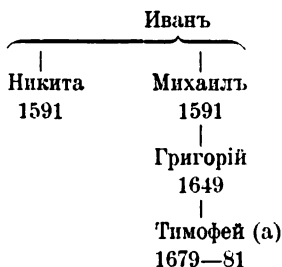 Иванъ
Никита Михаилъ
1591 1591
Григорій
1649
Тимофей (а)
1679—81